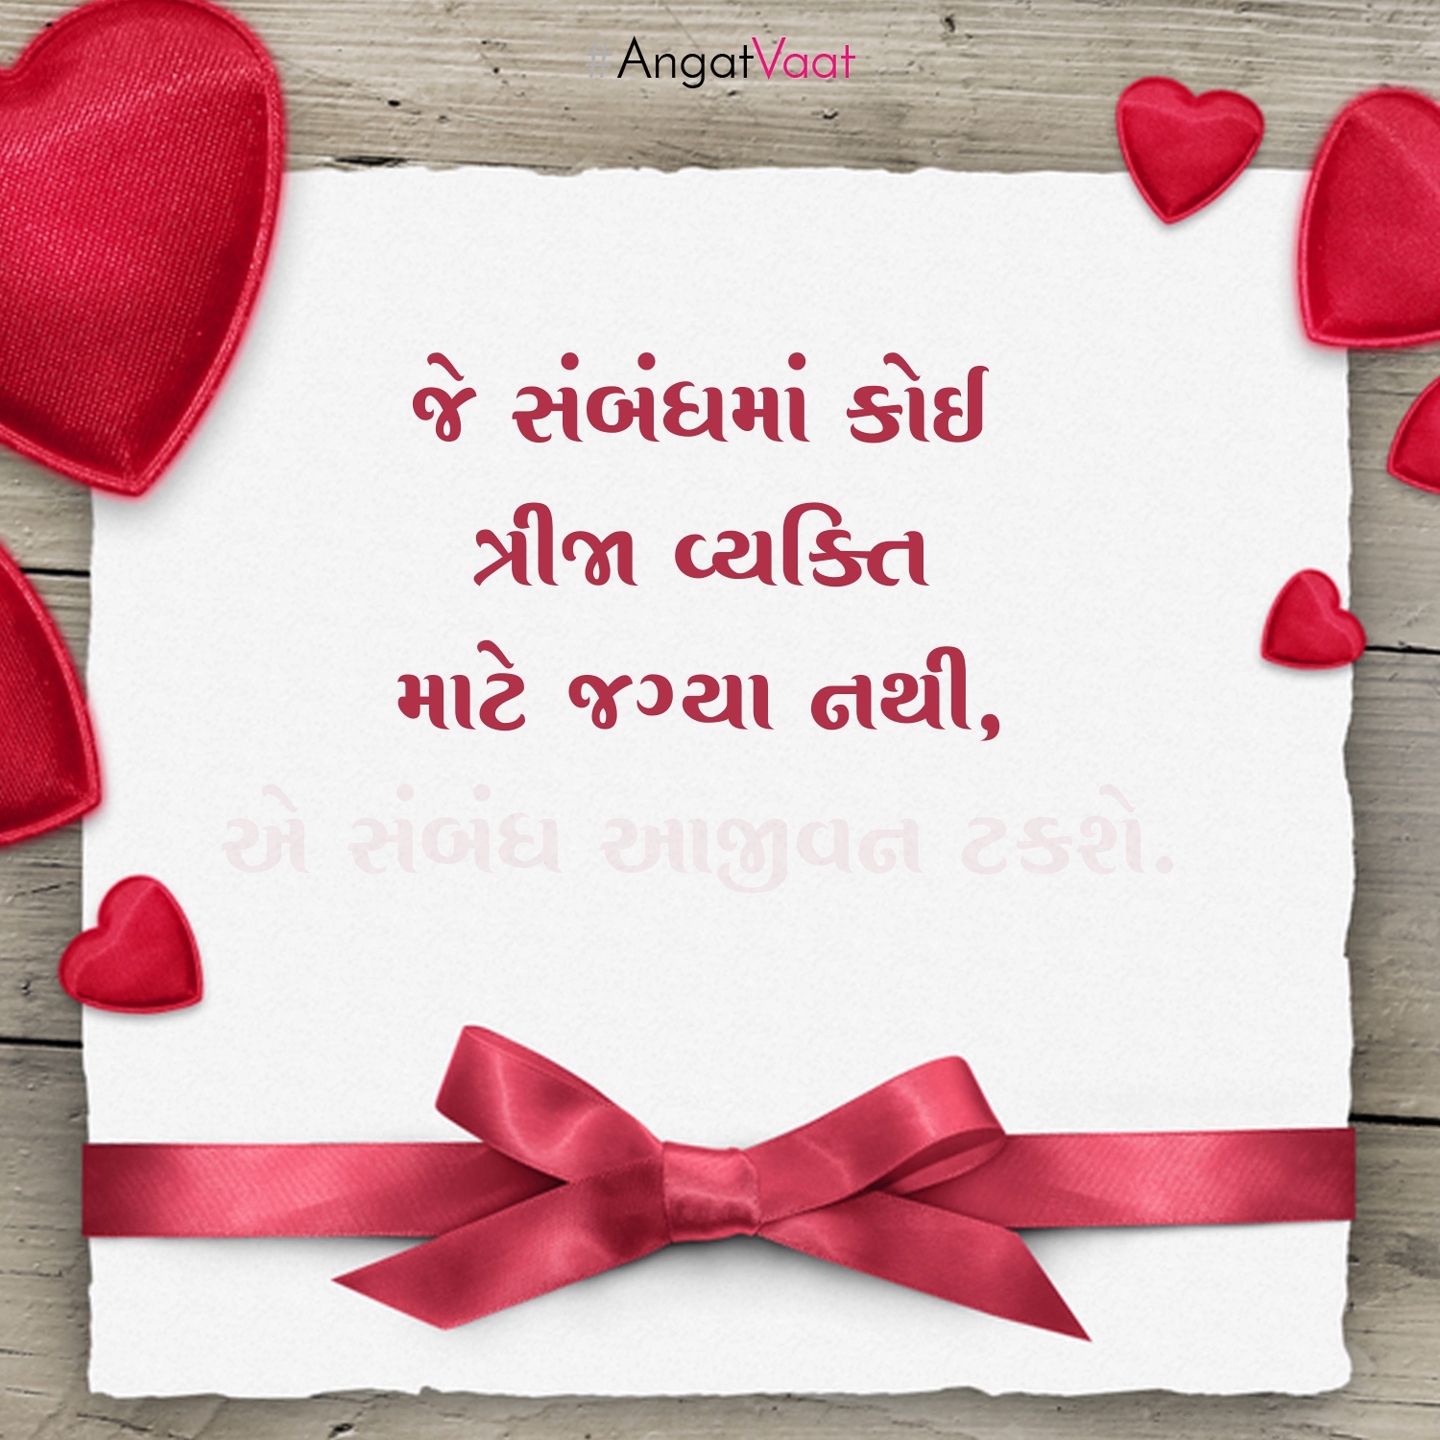 #AngatVaat
જે સંબંધમાં કોઈ
ત્રીજા વ્યક્તિ
માટે જગ્યા નથી,
એ સંબંધ આજીવન ટકશે.